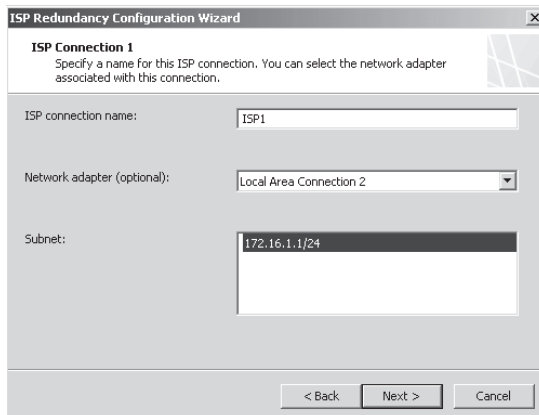 ISP Redundancy Configuration Wizard
ISP Connection 1
Specify a name for this ISP connection. You can select the network adapter
associated with this connection.
ISP connection name:
ISP1
Network adapter (optional):
Local Area Connection 2
Subnet:
172.16.1.1/24
< Back
Next >
Cancel